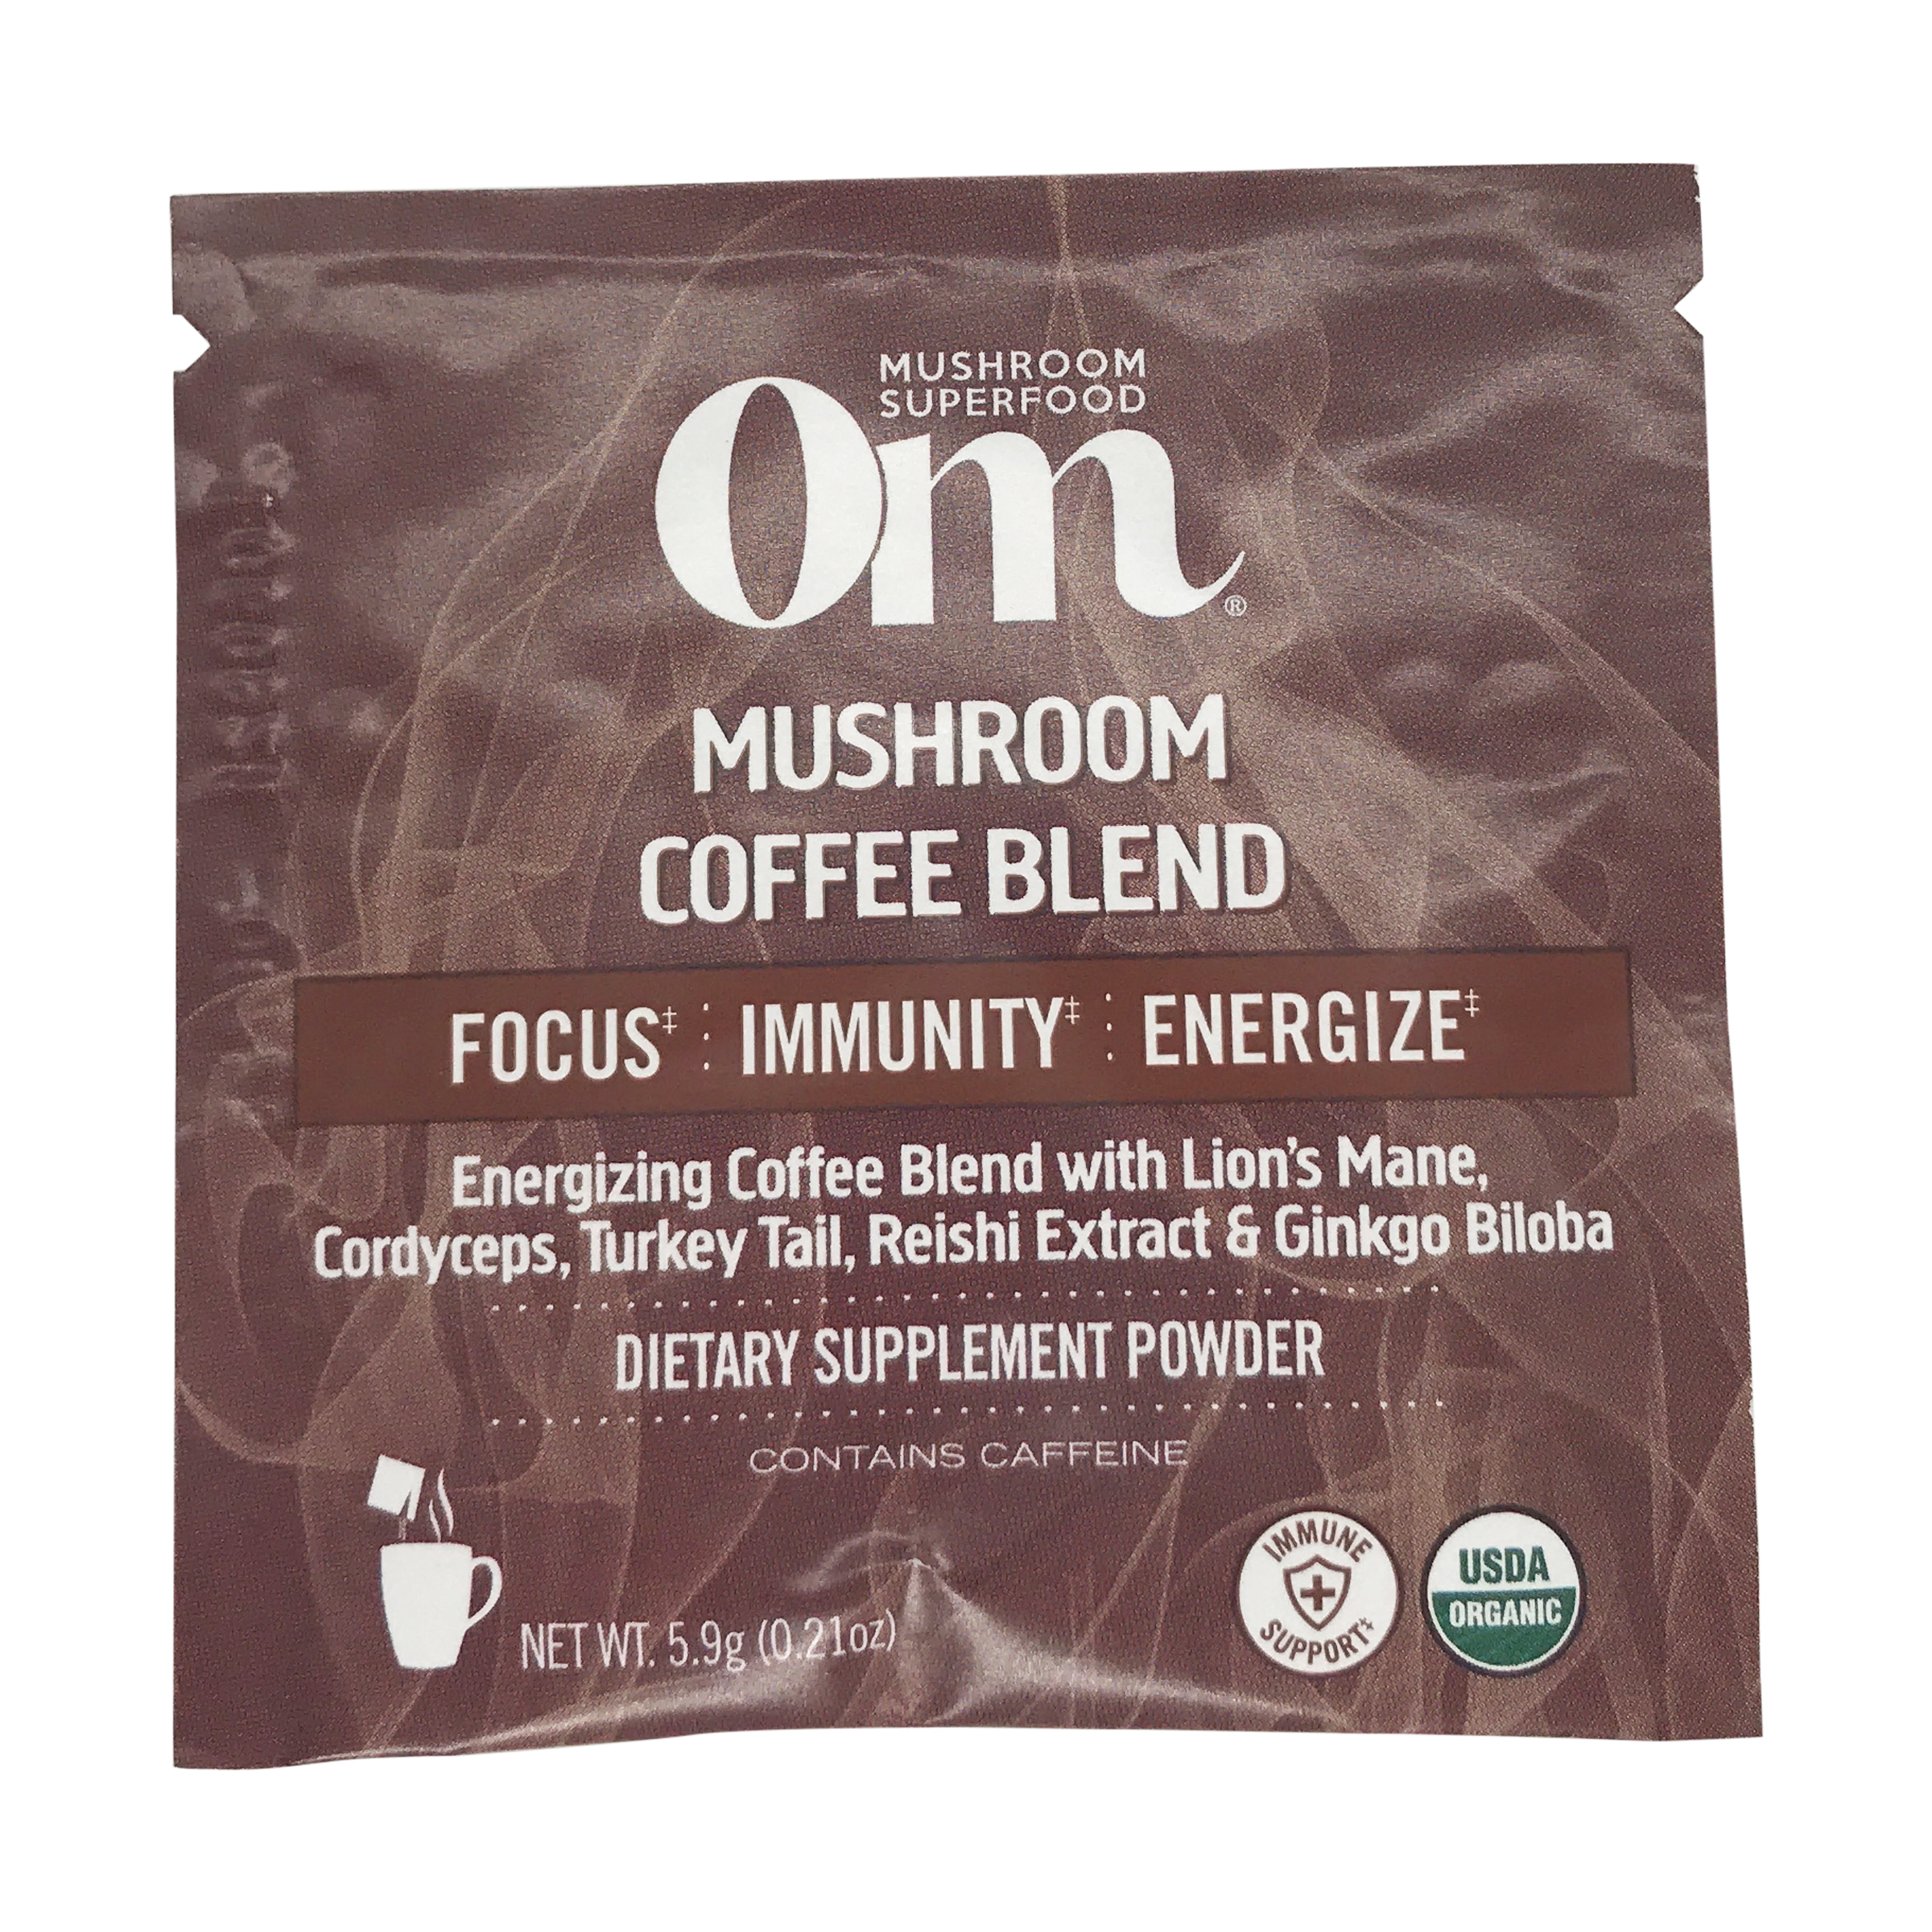 MUSHROOM
SUPERFOOD
Om®
MUSHROOM
COFFEE BLEND
FOCUS‡ ⋮ IMMUNITY‡ ⋮ ENERGIZE‡
Energizing Coffee Blend with Lion's Mane,
Cordyceps, Turkey Tail, Reishi Extract & Ginkgo Biloba
DIETARY SUPPLEMENT POWDER
CONTAINS CAFFEINE
NET WT. 5.9g (0.21oz)
IMMUNE
SUPPORT‡
USDA
ORGANIC